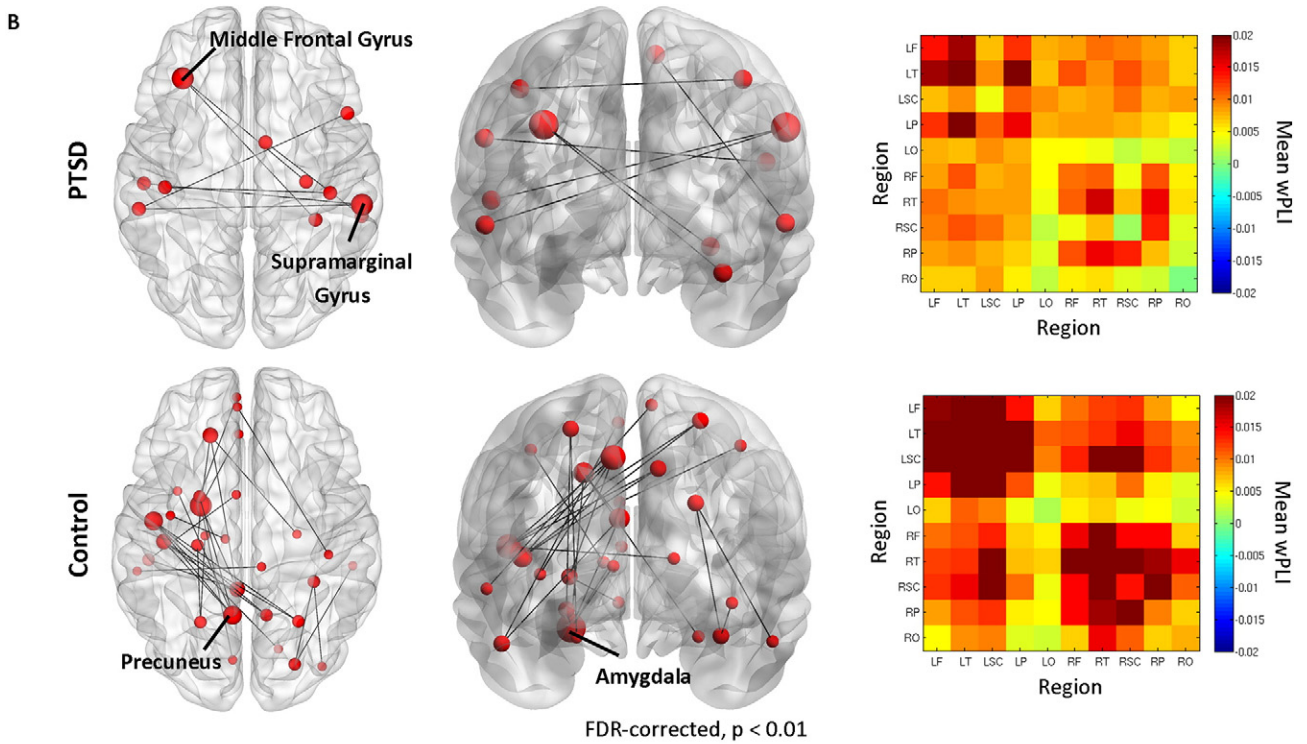 B
PTSD
Middle Frontal Gyrus
Supramarginal
Gyrus
Region
LF
LT
LSC
LP
LO
RF
RT
RSC
RP
RO
LF LT LSC LP LO RF RT RSC RP RO
Region
0.02
0.015
0.01
0.005
0
-0.005
-0.01
-0.015
-0.02
Mean wPLI
Control
Precuneus
Amygdala
Region
LF
LT
LSC
LP
LO
RF
RT
RSC
RP
RO
LF LT LSC LP LO RF RT RSC RP RO
Region
0.02
0.015
0.01
0.005
0
-0.005
-0.01
-0.015
-0.02
Mean wPLI
FDR-corrected, p < 0.01